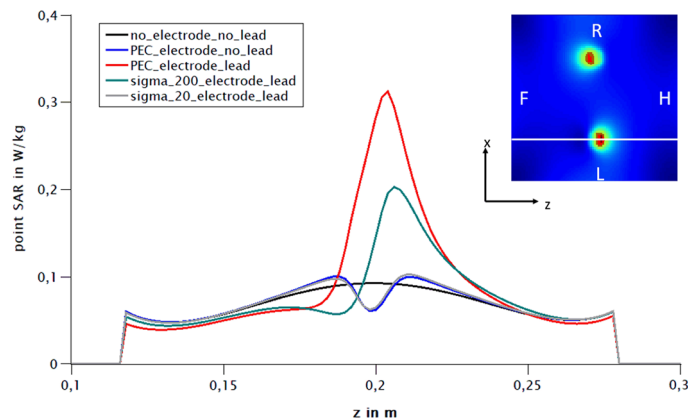 0,4
0,3
0,2
0,1
0
point SAR in W/kg
no_electrode_no_lead
PEC_electrode_no_lead
PEC_electrode_lead
sigma_200_electrode_lead
sigma_20_electrode_lead
R
F
H
L
x
z
0,1
0,15
0,2
0,25
0,3
z in m